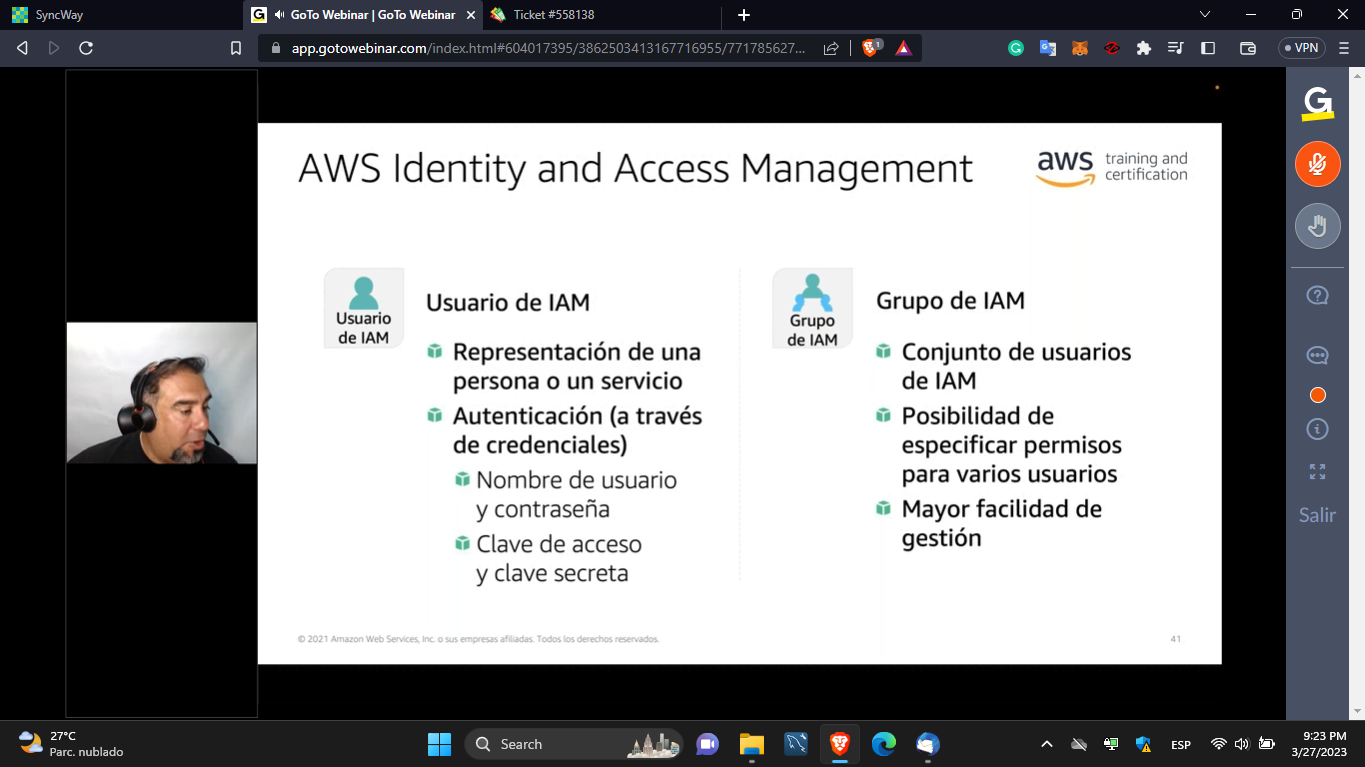 SyncWay
GoTo Webinar | GoTo Webinar
Ticket #558138
app.gotowebinar.com/index.html#604017395/3862503413167716955/771785627...
1
VPN
AWS Identity and Access Management
aws training and
certification
Usuario
de IAM
Usuario de IAM
Representación de una
persona o un servicio
Autenticación (a través
de credenciales)
Nombre de usuario
y contraseña
Clave de acceso
y clave secreta
Grupo
de IAM
Grupo de IAM
Conjunto de usuarios
de IAM
Posibilidad de
especificar permisos
para varios usuarios
Mayor facilidad de
gestión
© 2021 Amazon Web Services, Inc. o sus empresas afiliadas. Todos los derechos reservados.
41
Salir
27°C
Parc. nublado
Search
ESP
9:23 PM
3/27/2023